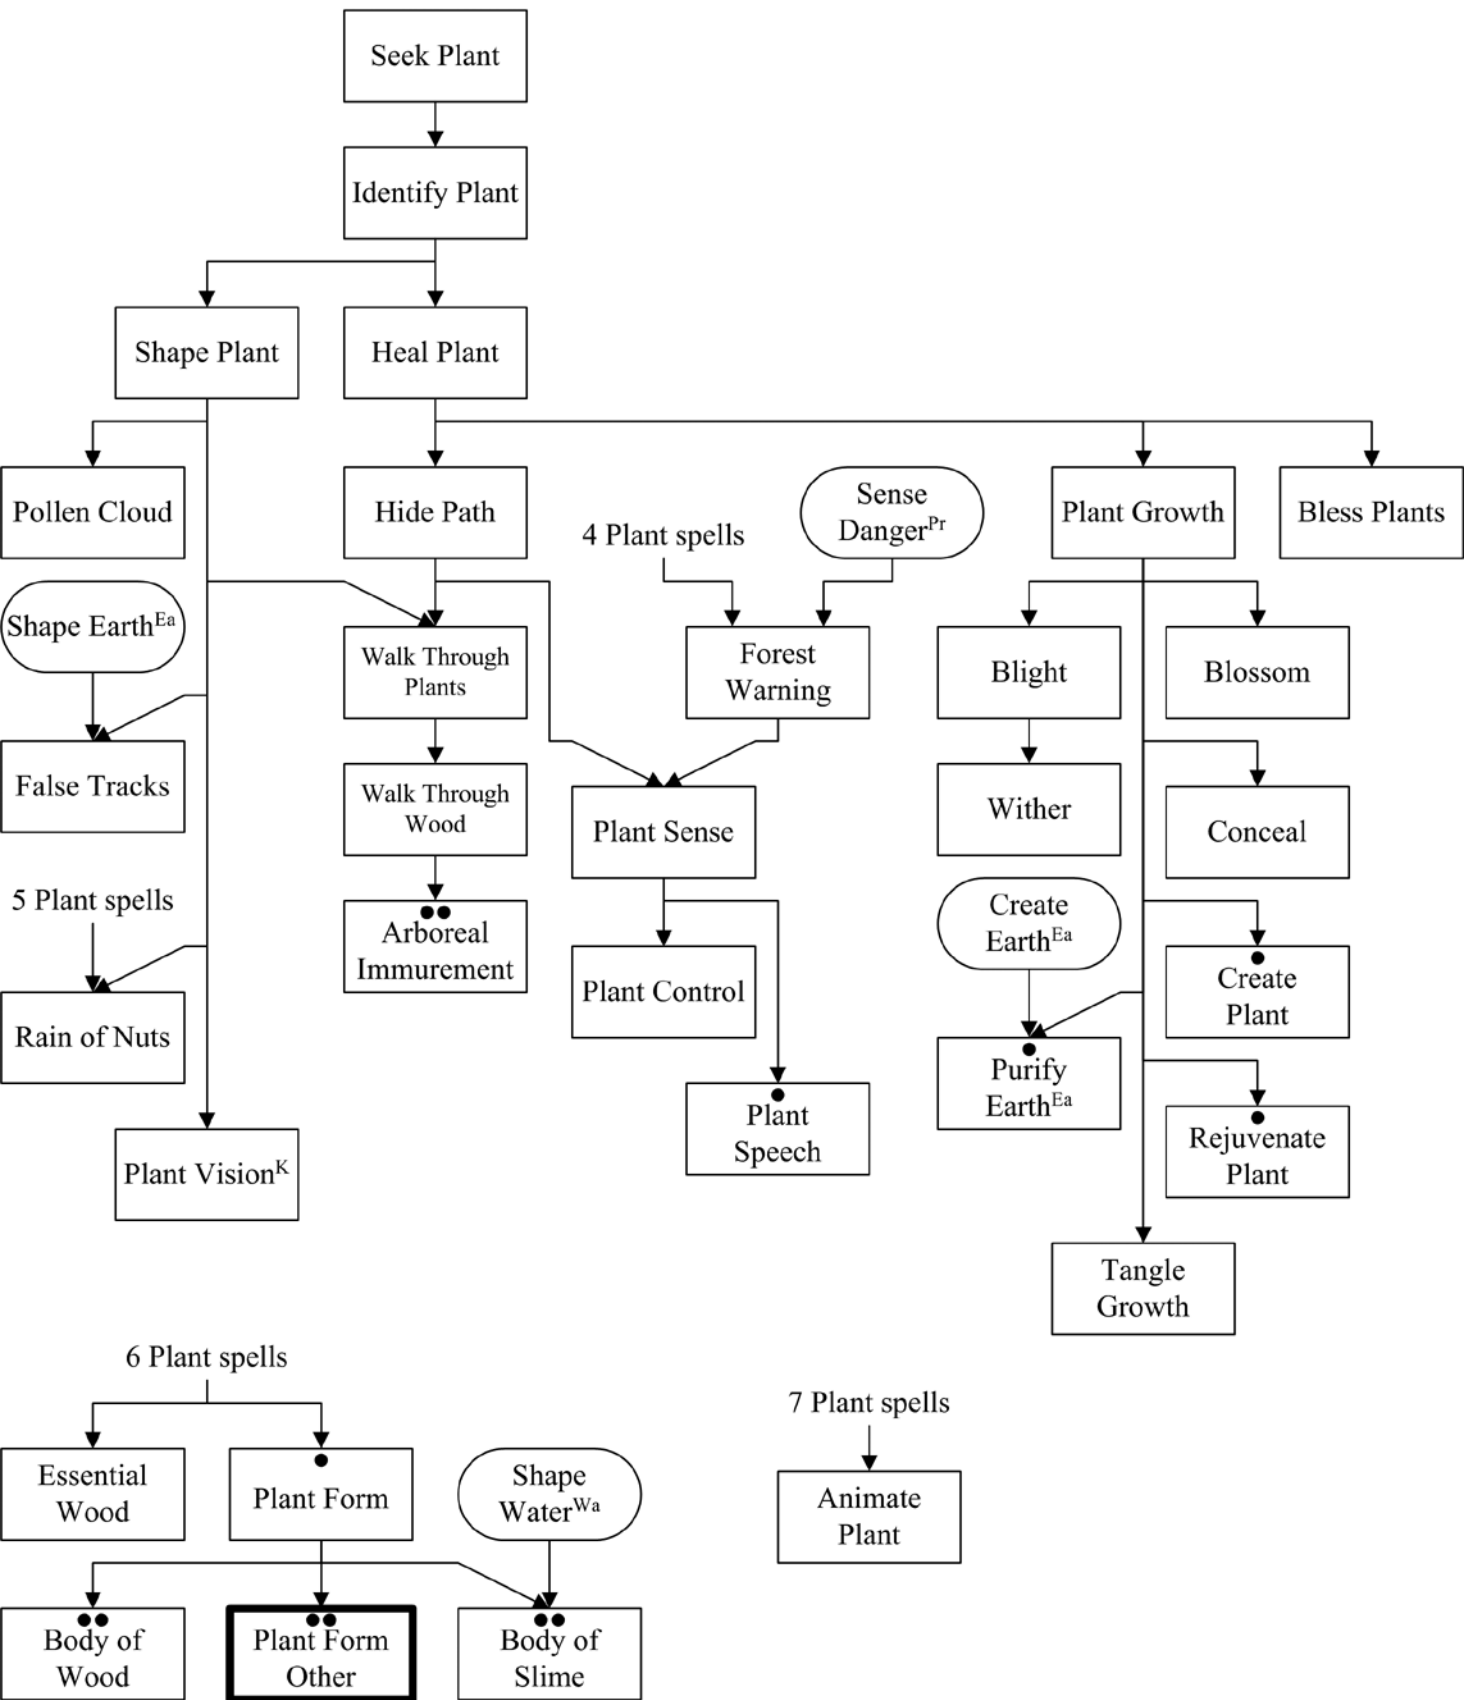 Seek Plant
Identify Plant
Shape Plant
Heal Plant
Pollen Cloud
Hide Path
4 Plant spells
Sense
Danger^Pr
Plant Growth
Bless Plants
Shape Earth^Ea
Walk Through
Plants
Forest
Warning
Blight
Blossom
False Tracks
Walk Through
Wood
Plant Sense
Wither
Conceal
5 Plant spells
Arboreal
Immurement
Create
Earth^Ea
Rain of Nuts
Plant Control
Create
Plant
Purify
Earth^Ea
Plant Vision^K
Plant
Speech
Rejuvenate
Plant
Tangle
Growth
6 Plant spells
7 Plant spells
Essential
Wood
Plant Form
Shape
Water^Wa
Animate
Plant
Body of
Wood
Plant Form
Other
Body of
Slime